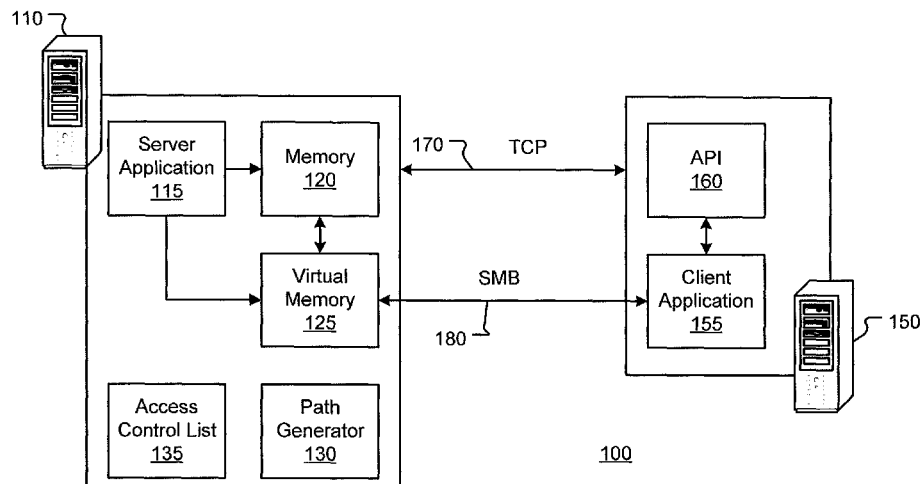 110
Server
Application
115
Memory
120
170
TCP
API
160
Virtual
Memory
125
SMB
180
Client
Application
155
150
Access
Control List
135
Path
Generator
130
100